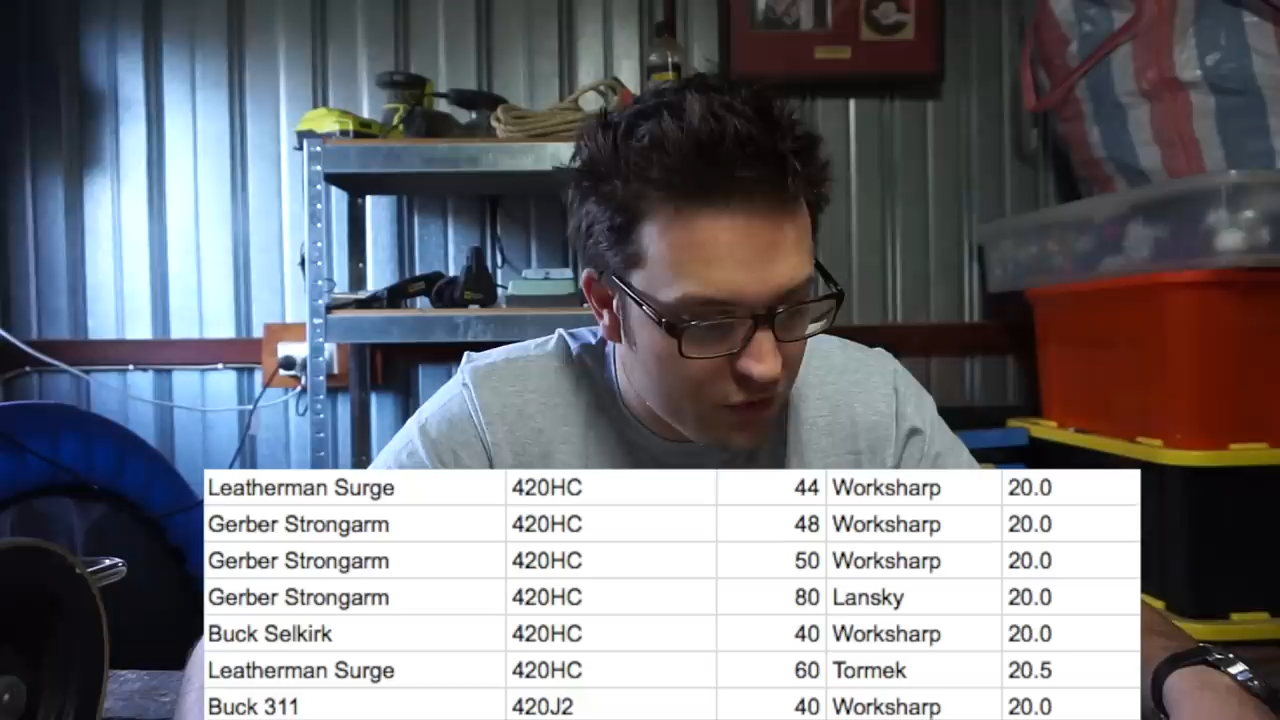 Leatherman Surge 420HC 44 Worksharp 20.0
Gerber Strongarm 420HC 48 Worksharp 20.0
Gerber Strongarm 420HC 50 Worksharp 20.0
Gerber Strongarm 420HC 80 Lansky 20.0
Buck Selkirk 420HC 40 Worksharp 20.0
Leatherman Surge 420HC 60 Tormek 20.5
Buck 311 420J2 40 Worksharp 20.0